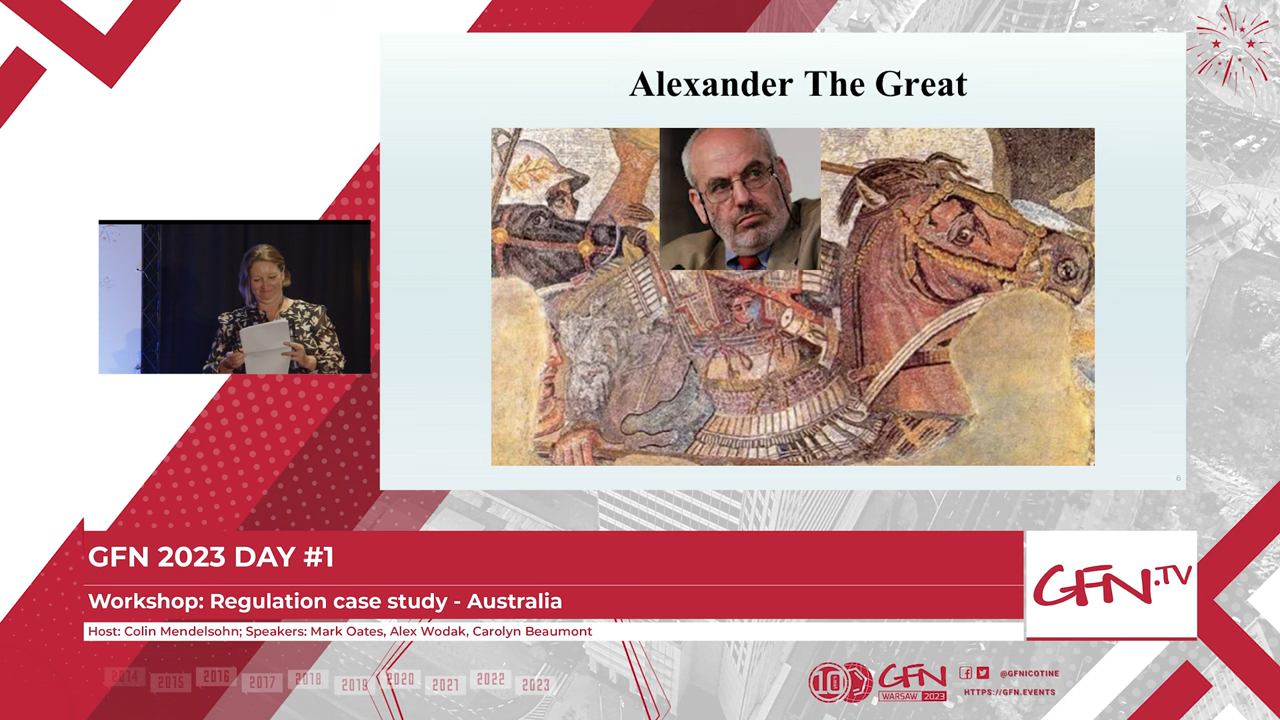 Alexander The Great
6
GFN 2023 DAY #1
Workshop: Regulation case study - Australia
Host: Colin Mendelsohn; Speakers: Mark Oates, Alex Wodak, Carolyn Beaumont
GFN.TV
2014 2015 2016 2017 2018 2019 2020 2021 2022 2023
10 GFN
WARSAW 2023
@GFNICOTINE
HTTPS://GFN.EVENTS